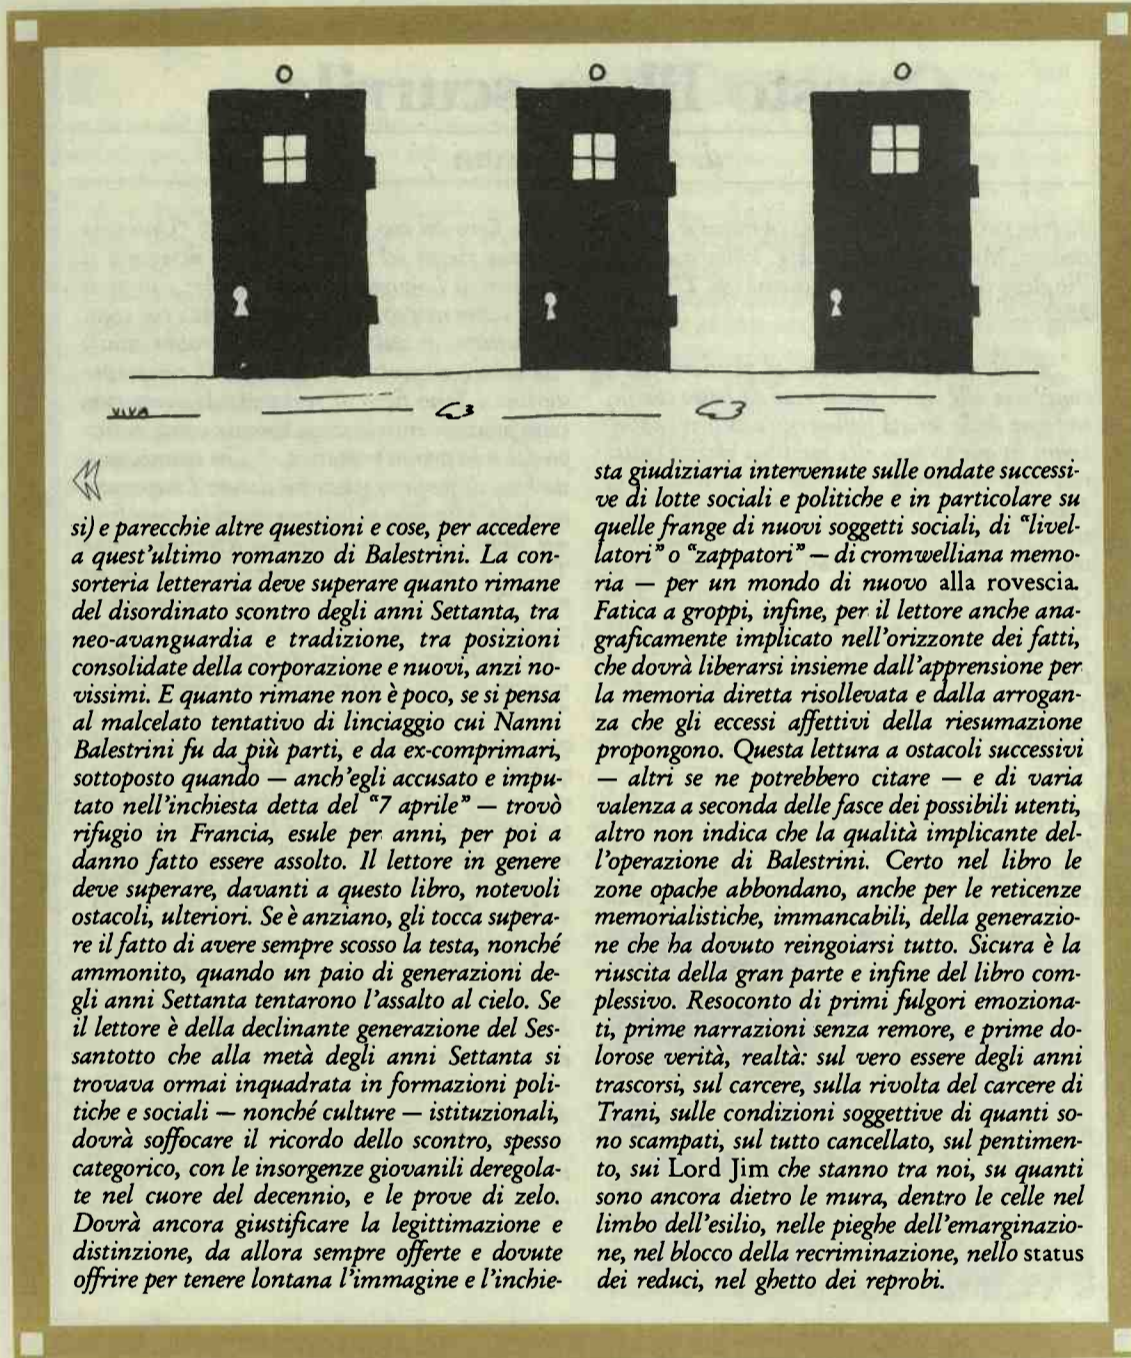 VIVA
si) e parecchie altre questioni e cose, per accedere
a quest'ultimo romanzo di Balestrini. La con-
sorteria letteraria deve superare quanto rimane
del disordinato scontro degli anni Settanta, tra
neo-avanguardia e tradizione, tra posizioni
consolidate della corporazione e nuovi, anzi no-
vissimi. E quanto rimane non è poco, se si pensa
al malcelato tentativo di linciaggio cui Nanni
Balestrini fu da più parti, e da ex-comprimari,
sottoposto quando — anch'egli accusato e impu-
tato nell'inchiesta detta del “7 aprile” — trovò
rifugio in Francia, esule per anni, per poi a
danno fatto essere assolto. Il lettore in genere
deve superare, davanti a questo libro, notevoli
ostacoli, ulteriori. Se è anziano, gli tocca supera-
re il fatto di avere sempre scosso la testa, nonché
ammonito, quando un paio di generazioni de-
gli anni Settanta tentarono l'assalto al cielo. Se
il lettore è della declinante generazione del Ses-
santotto che alla metà degli anni Settanta si
trovava ormai inquadrata in formazioni poli-
tiche e sociali — nonché culture — istituzionali,
dovrà soffocare il ricordo dello scontro, spesso
categorico, con le insorgenze giovanili deregola-
te nel cuore del decennio, e le prove di zelo.
Dovrà ancora giustificare la legittimazione e
distinzione, da allora sempre offerte e dovute
offrire per tenere lontana l'immagine e l'inchie-
sta giudiziaria intervenute sulle ondate successi-
ve di lotte sociali e politiche e in particolare su
quelle frange di nuovi soggetti sociali, di “livel-
latori” o “zappatori” — di cromwelliana memo-
ria — per un mondo di nuovo alla rovescia.
Fatica a groppi, infine, per il lettore anche ana-
graficamente implicato nell'orizzonte dei fatti,
che dovrà liberarsi insieme dall'apprensione per
la memoria diretta risollevata e dalla arrogan-
za che gli eccessi affettivi della riesumazione
propongono. Questa lettura a ostacoli successivi
— altri se ne potrebbero citare — e di varia
valenza a seconda delle fasce dei possibili utenti,
altro non indica che la qualità implicante del-
l'operazione di Balestrini. Certo nel libro le
zone opache abbondano, anche per le reticenze
memorialistiche, immancabili, della generazio-
ne che ha dovuto reingoiarsi tutto. Sicura è la
riuscita della gran parte e infine del libro com-
plessivo. Resoconto di primi fulgori emoziona-
ti, prime narrazioni senza remore, e prime do-
lorose verità, realtà: sul vero essere degli anni
trascorsi, sul carcere, sulla rivolta del carcere di
Trani, sulle condizioni soggettive di quanti so-
no scampati, sul tutto cancellato, sul pentimen-
to, sui Lord Jim che stanno tra noi, su quanti
sono ancora dietro le mura, dentro le celle nel
limbo dell'esilio, nelle pieghe dell'emarginazio-
ne, nel blocco della recriminazione, nello status
dei reduci, nel ghetto dei reprobi.